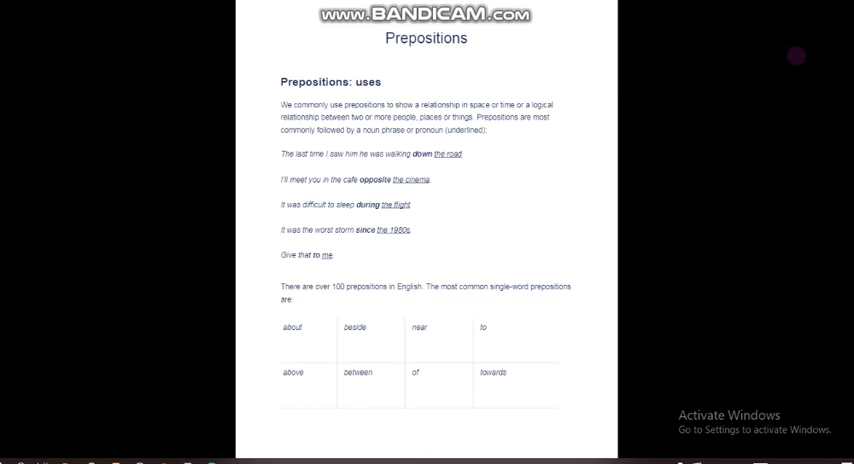 www.BANDICAM.COM
Prepositions
Prepositions: uses
We commonly use prepositions to show a relationship in space or time or a logical
relationship between two or more people, places or things. Prepositions are most
commonly followed by a noun phrase or pronoun (underlined):
The last time I saw him he was walking down the road.
I'll meet you in the cafe opposite the cinema.
It was difficult to sleep during the flight.
It was the worst storm since the 1980s.
Give that to me.
There are over 100 prepositions in English. The most common single-word prepositions
are:
about beside near to
above between of towards
Activate Windows
Go to Settings to activate Windows.